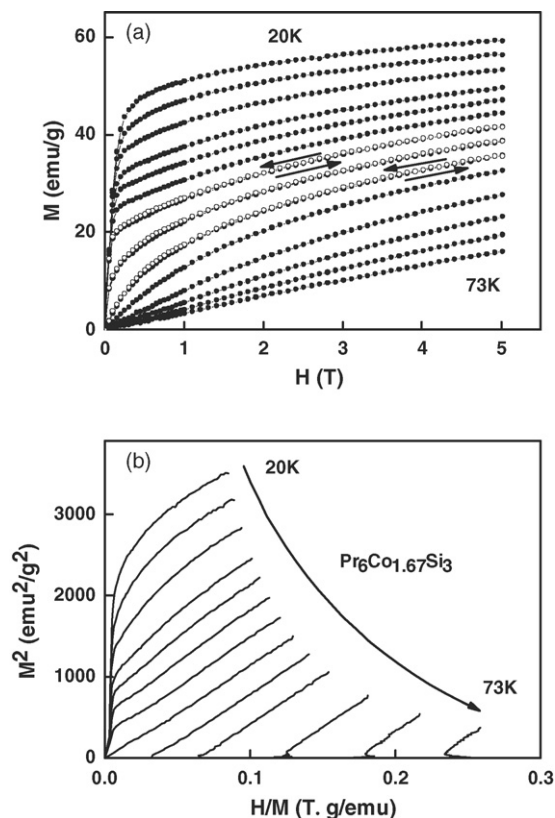 (a)
20K
60
40
20
0
M (emu/g)
73K
0 1 2 3 4 5
H (T)
(b)
20K
3000
2000
1000
0
M² (emu²/g²)
Pr₆Co₁.₆₇Si₃
73K
0.0 0.1 0.2 0.3
H/M (T. g/emu)